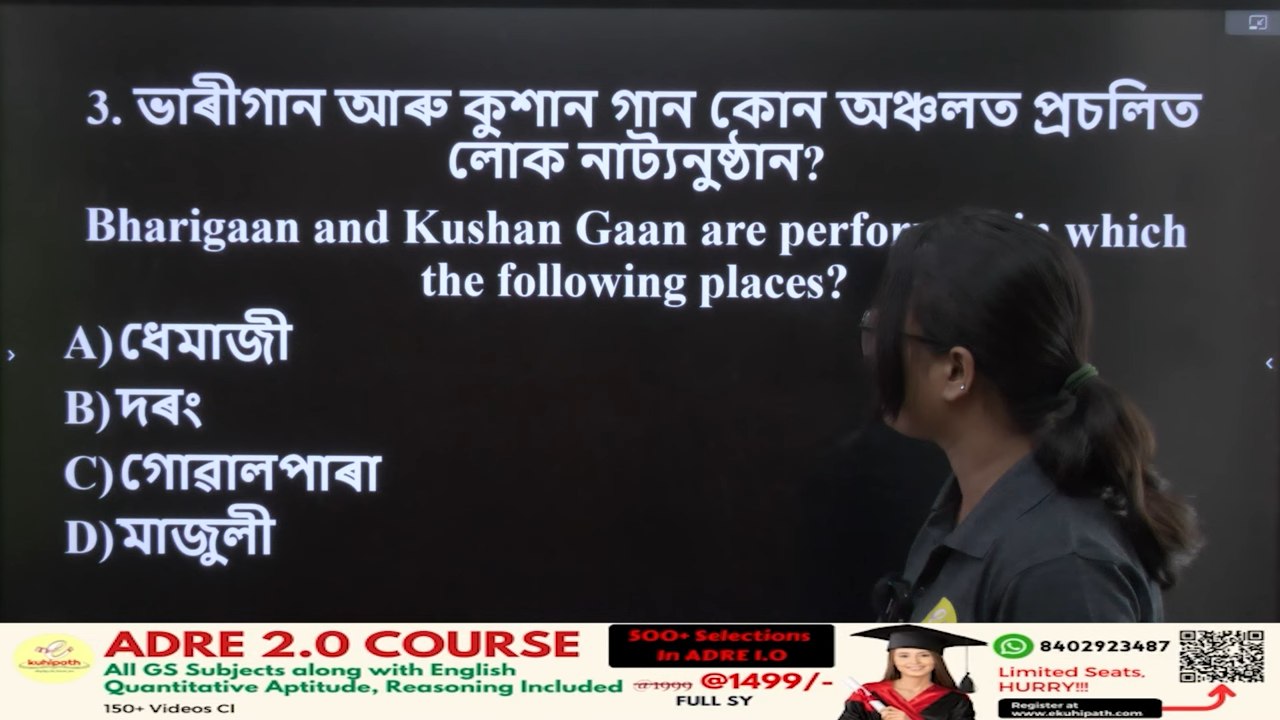 3. ভাৰীগান আৰু কুশান গান কোন অঞ্চলত প্ৰচলিত
লোক নাট্যনুষ্ঠান?
Bharigaan and Kushan Gaan are which
the following places?
A) ধেমাজী
B) দৰং
C) গোৱালপাৰা
D) মাজুলী
kuhipath
ADRE 2.0 COURSE
All GS Subjects along with English
Quantitative Aptitude, Reasoning Included
150+ Videos Cl
500+ Selections
In ADRE 1.0
@1999 @1499/-
FULL SY
8402923487
Limited Seats,
HURRY!!!
Register at
www.ekuhipath.com